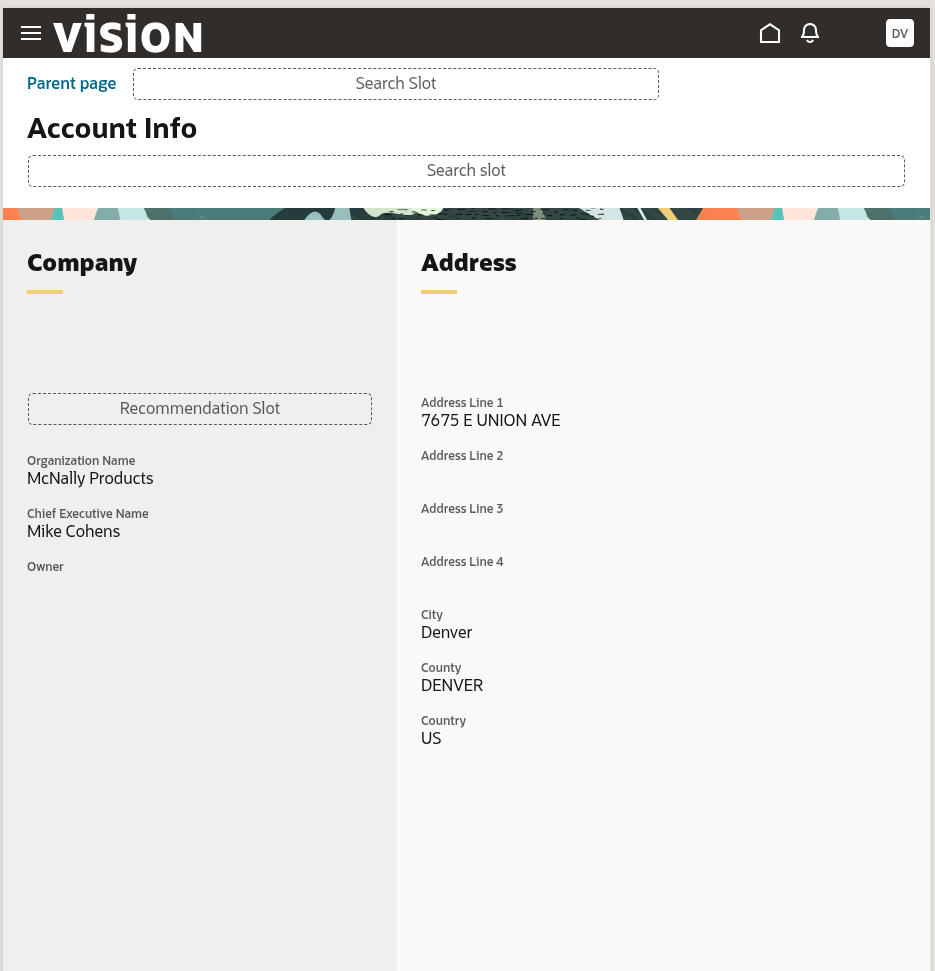 vision
DV
Parent page
Search Slot
Account Info
Search slot
Company
Recommendation Slot
Organization Name
McNally Products
Chief Executive Name
Mike Cohens
Owner
Address
Address Line 1
7675 E UNION AVE
Address Line 2
Address Line 3
Address Line 4
City
Denver
County
DENVER
Country
US